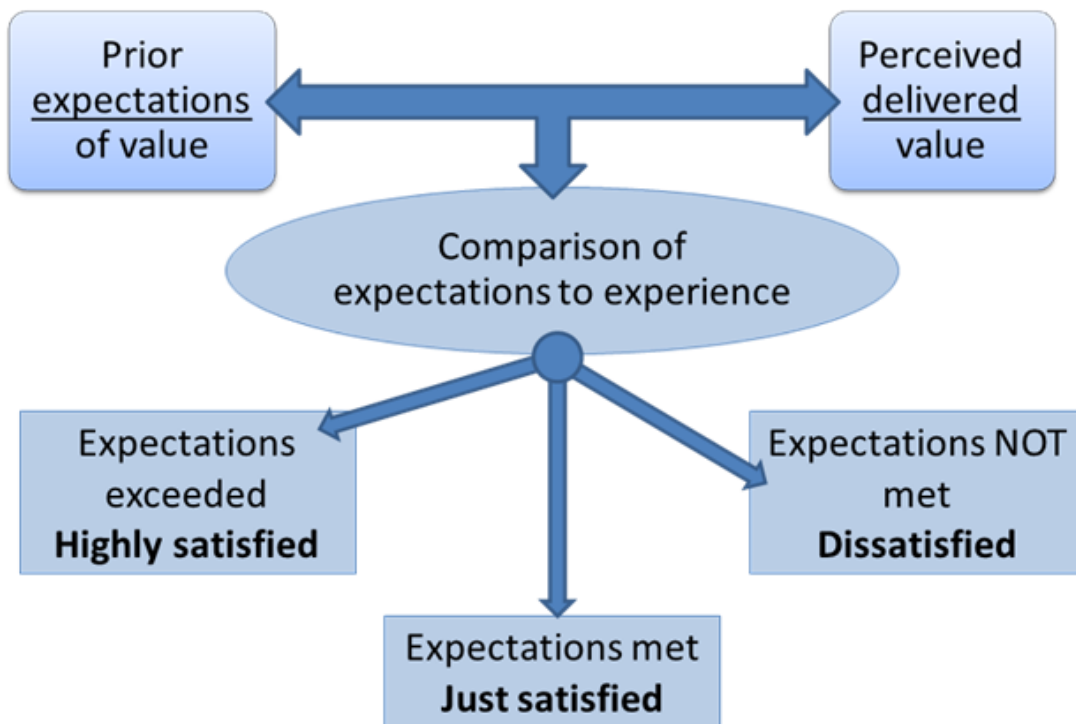 Prior
expectations
of value
Perceived
delivered
value
Comparison of
expectations to experience
Expectations
exceeded
Highly satisfied
Expectations NOT
met
Dissatisfied
Expectations met
Just satisfied